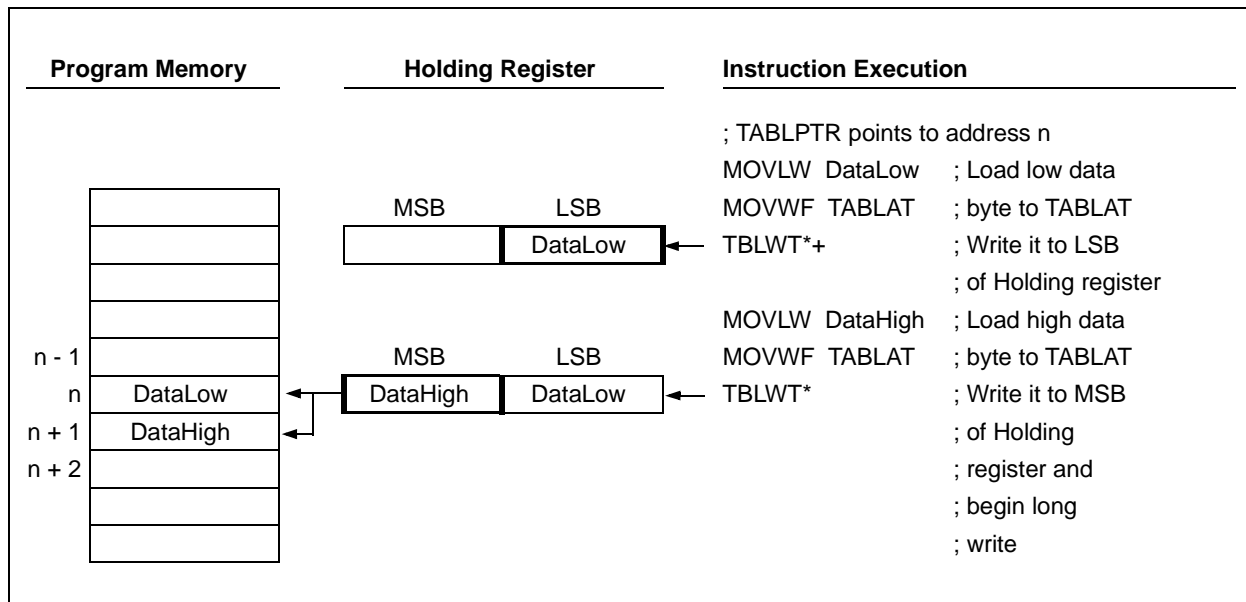 Program Memory Holding Register Instruction Execution
; TABLPTR points to address n
MOVLW DataLow ; Load low data
MSB LSB MOVWF TABLAT ; byte to TABLAT
DataLow TBLWT*+ ; Write it to LSB
; of Holding register
MOVLW DataHigh ; Load high data
n - 1 MSB LSB MOVWF TABLAT ; byte to TABLAT
n DataLow DataHigh DataLow TBLWT* ; Write it to MSB
n + 1 DataHigh ; of Holding
n + 2 ; register and
; begin long
; write